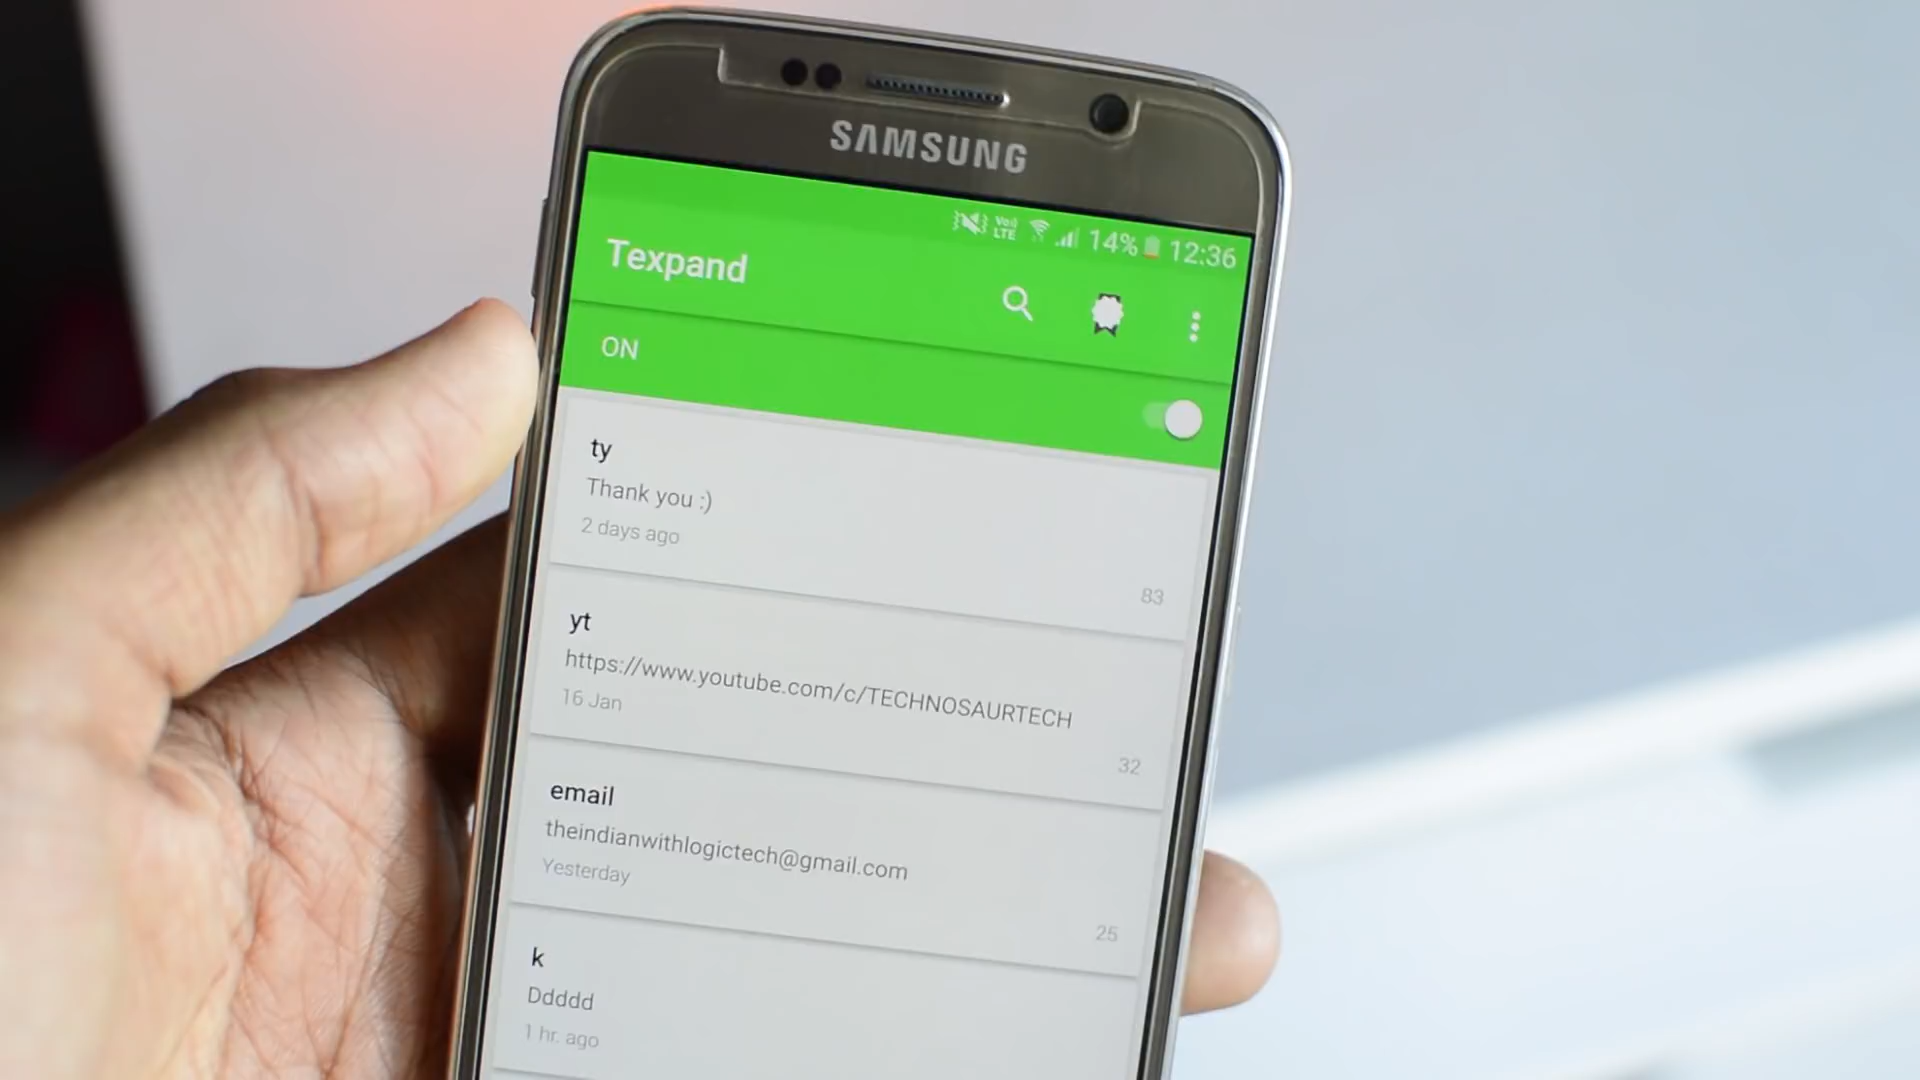 SAMSUNG
VoLTE 14% 12:36
Texpand
ON
ty
Thank you :)
2 days ago
83
yt
https://www.youtube.com/c/TECHNOSAURTECH
16 Jan
32
email
theindianwithlogictech@gmail.com
Yesterday
25
k
Ddddd
1 hr. ago